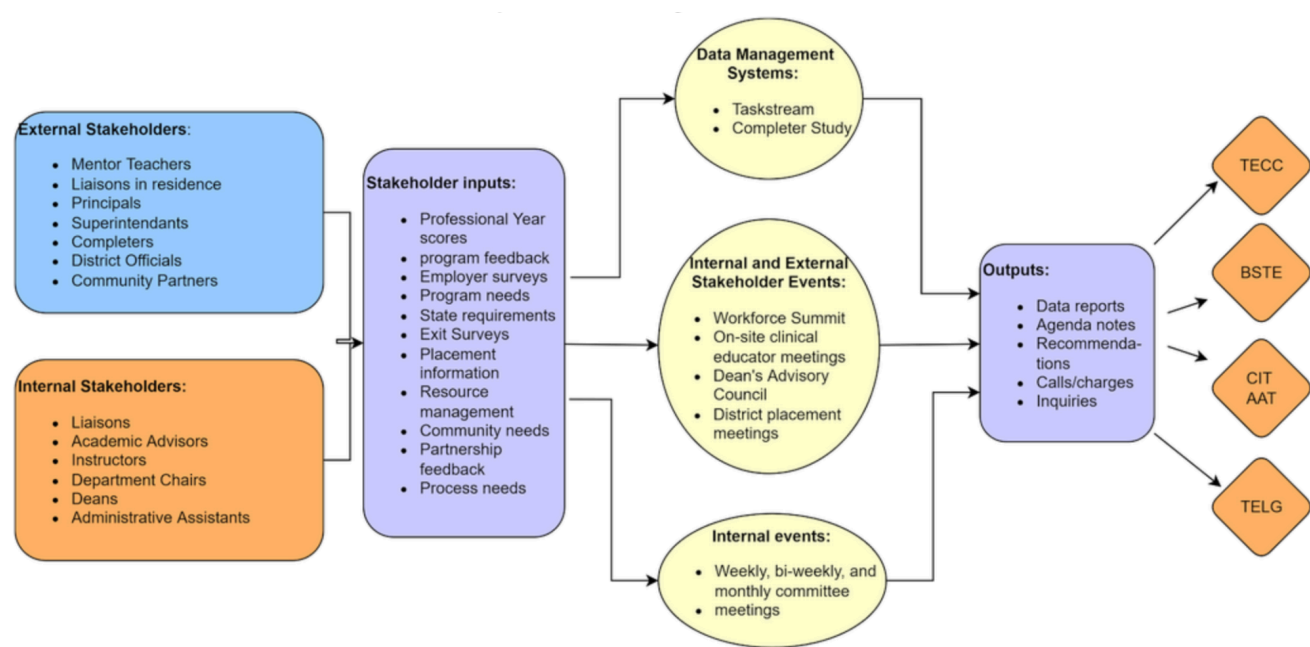 External Stakeholders:
• Mentor Teachers
• Liaisons in residence
• Principals
• Superintendants
• Completers
• District Officials
• Community Partners
Internal Stakeholders:
• Liaisons
• Academic Advisors
• Instructors
• Department Chairs
• Deans
• Administrative Assistants
Stakeholder inputs:
• Professional Year
scores
• program feedback
• Employer surveys
• Program needs
• State requirements
• Exit Surveys
• Placement
information
• Resource
management
• Community needs
• Partnership
feedback
• Process needs
Data Management
Systems:
• Taskstream
• Completer Study
Internal and External
Stakeholder Events:
• Workforce Summit
• On-site clinical
educator meetings
• Dean's Advisory
Council
• District placement
meetings
Internal events:
• Weekly, bi-weekly, and
monthly committee
• meetings
Outputs:
• Data reports
• Agenda notes
• Recommenda-
tions
• Calls/charges
• Inquiries
TECC
BSTE
CIT
AAT
TELG